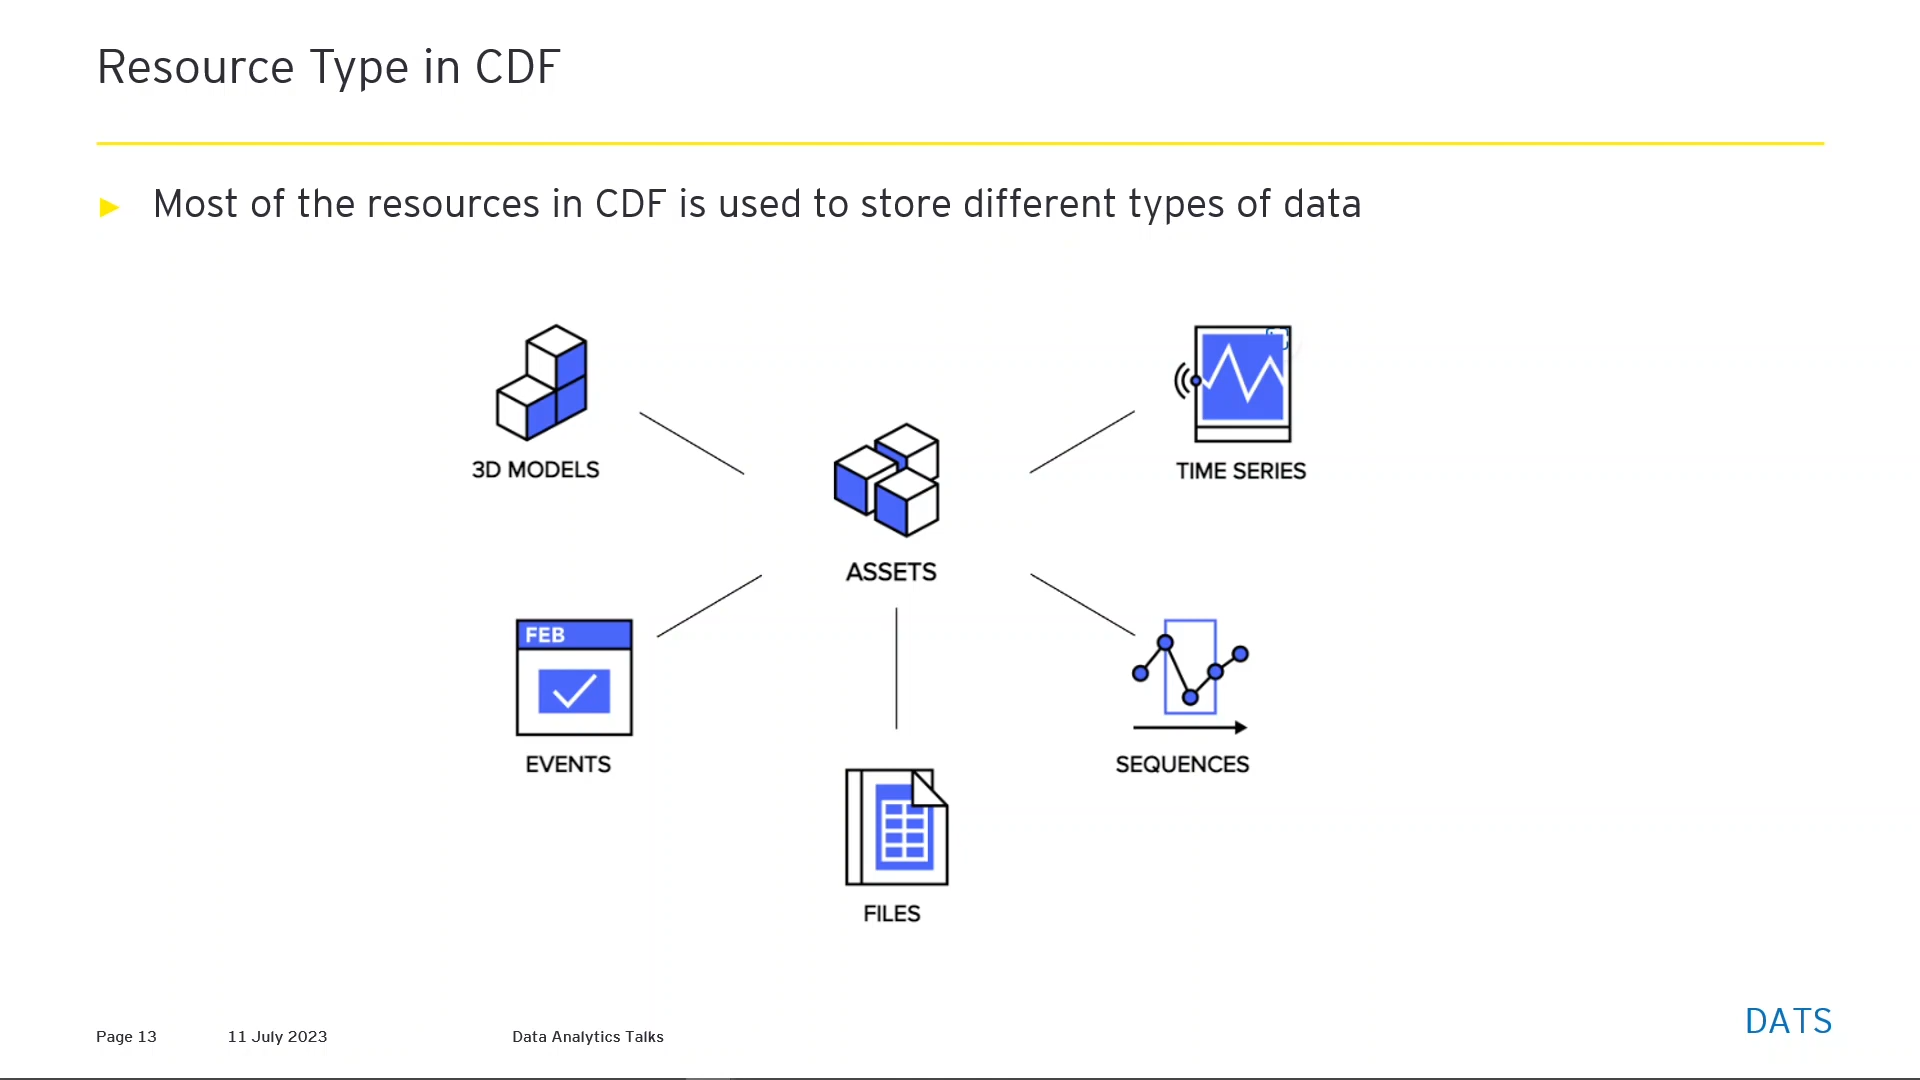 Resource Type in CDF
► Most of the resources in CDF is used to store different types of data
3D MODELS
TIME SERIES
ASSETS
FEB
EVENTS
SEQUENCES
FILES
Page 13
11 July 2023
Data Analytics Talks
DATS